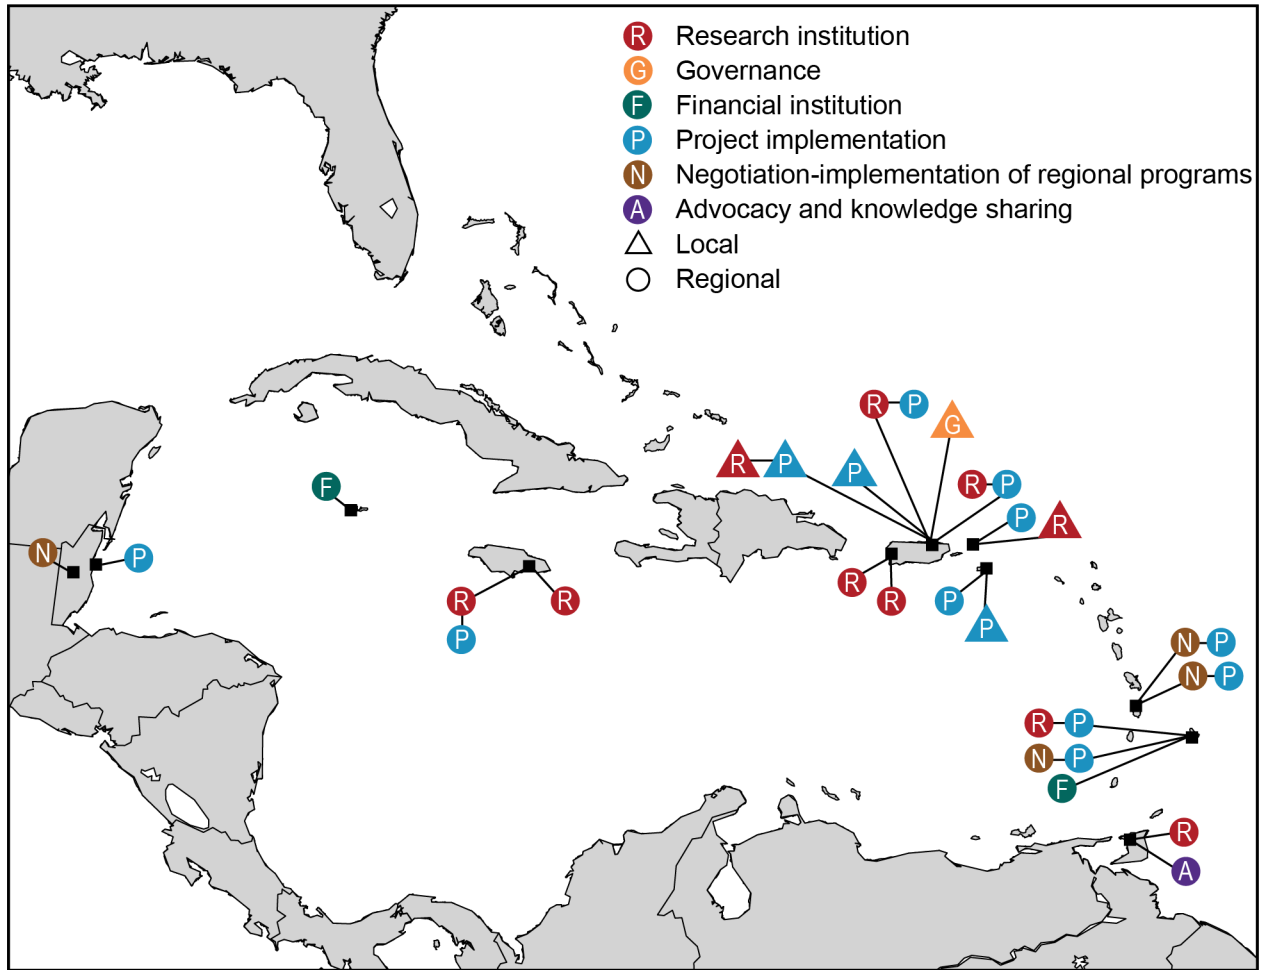 R Research institution
G Governance
F Financial institution
P Project implementation
N Negotiation-implementation of regional programs
A Advocacy and knowledge sharing
Local
Regional
R P
G
R P
P
F
R P
P
R
N
P
R
R
R
R
P
P
P
N P
N P
R P
N P
F
R
A